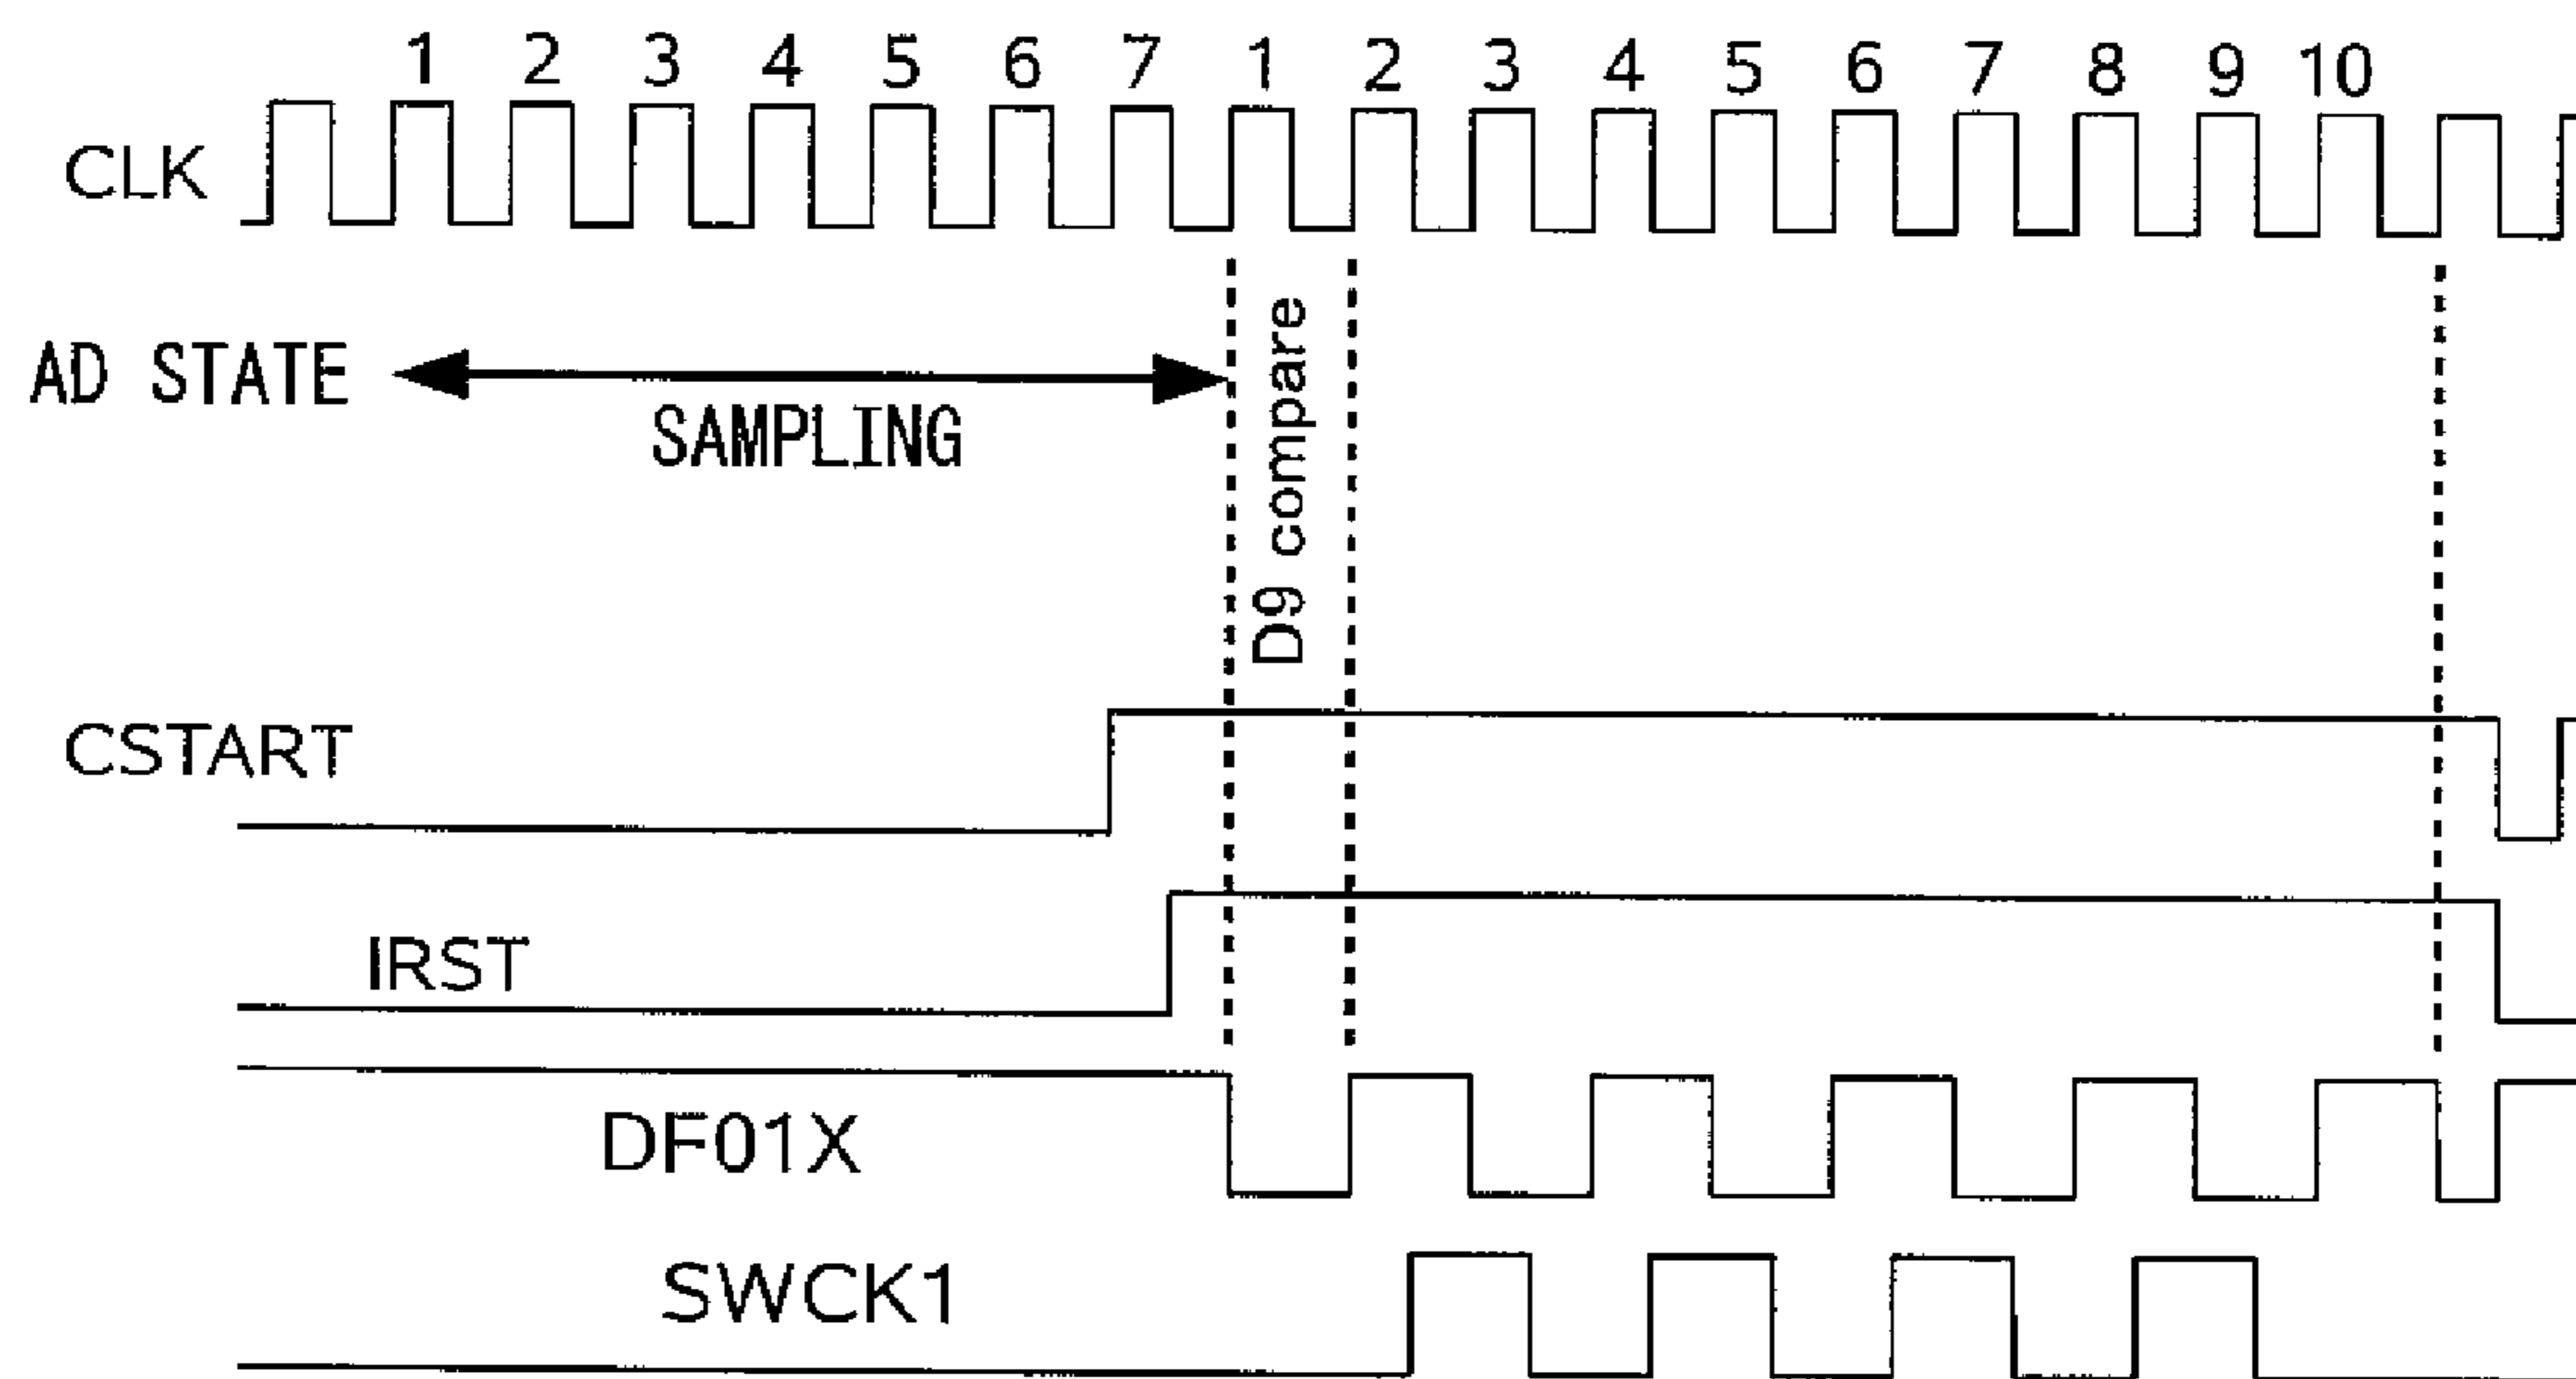 1 2 3 4 5 6 7 1 2 3 4 5 6 7 8 9 10
CLK
AD STATE
SAMPLING
D9 compare
CSTART
IRST
DF01X
SWCK1